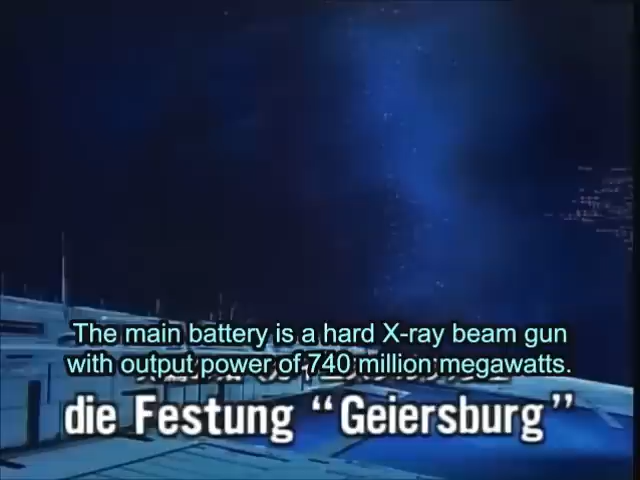 The main battery is a hard X-ray beam gun
with output power of 740 million megawatts.
die Festung “Geiersburg”